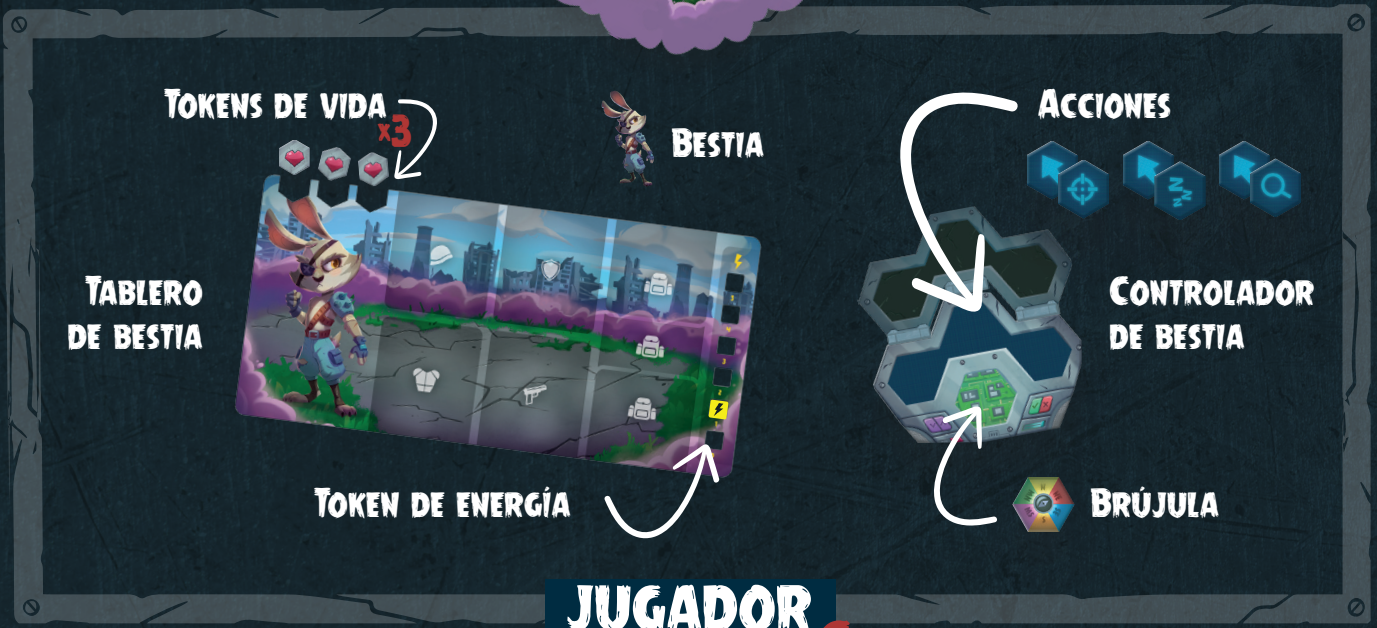 TOKENS DE VIDA
x3
BESTIA
ACCIONES
TABLERO
DE BESTIA
CONTROLADOR
DE BESTIA
TOKEN DE ENERGÍA
BRÚJULA
JUGADOR